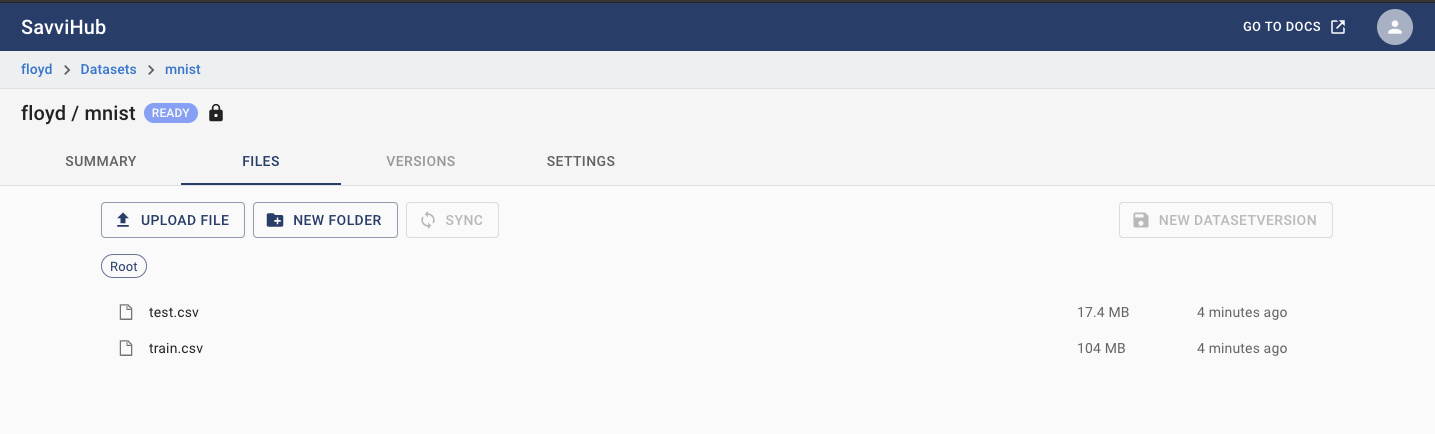 SavviHub GO TO DOCS
floyd > Datasets > mnist
floyd / mnist READY
SUMMARY FILES VERSIONS SETTINGS
UPLOAD FILE NEW FOLDER SYNC NEW DATASETVERSION
Root
test.csv 17.4 MB 4 minutes ago
train.csv 104 MB 4 minutes ago